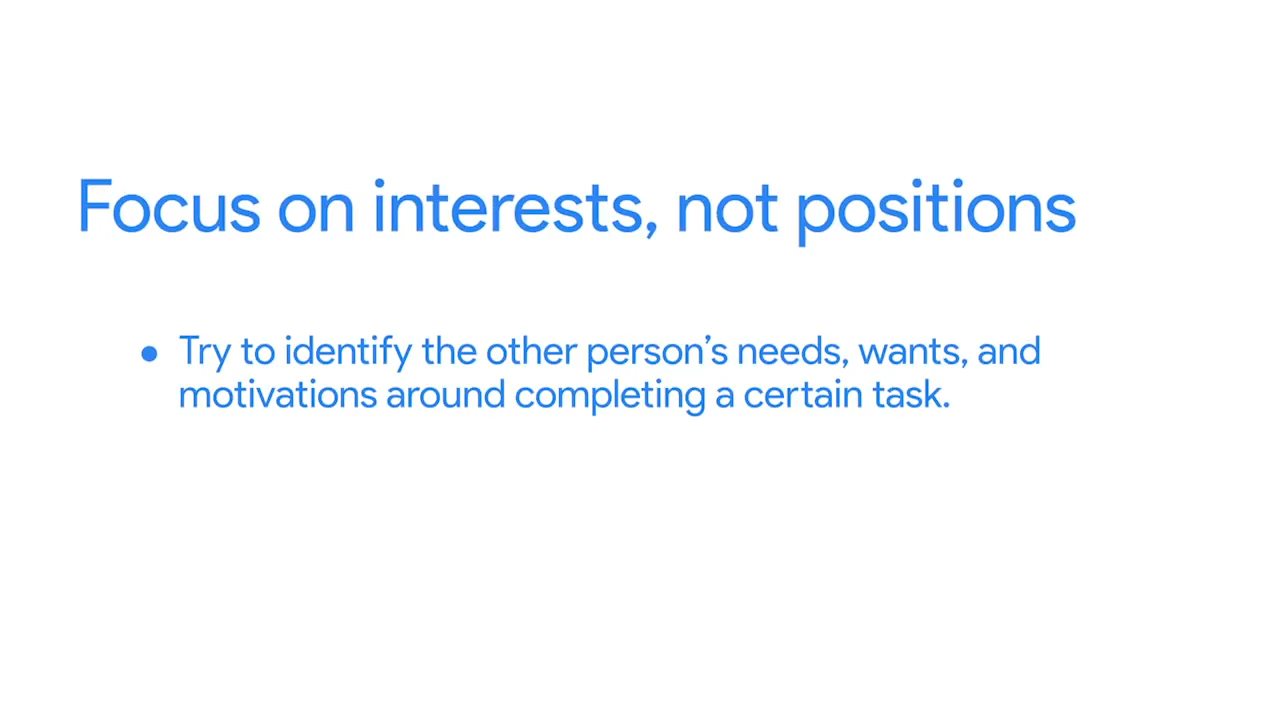 Focus on interests, not positions
● Try to identify the other person’s needs, wants, and
motivations around completing a certain task.